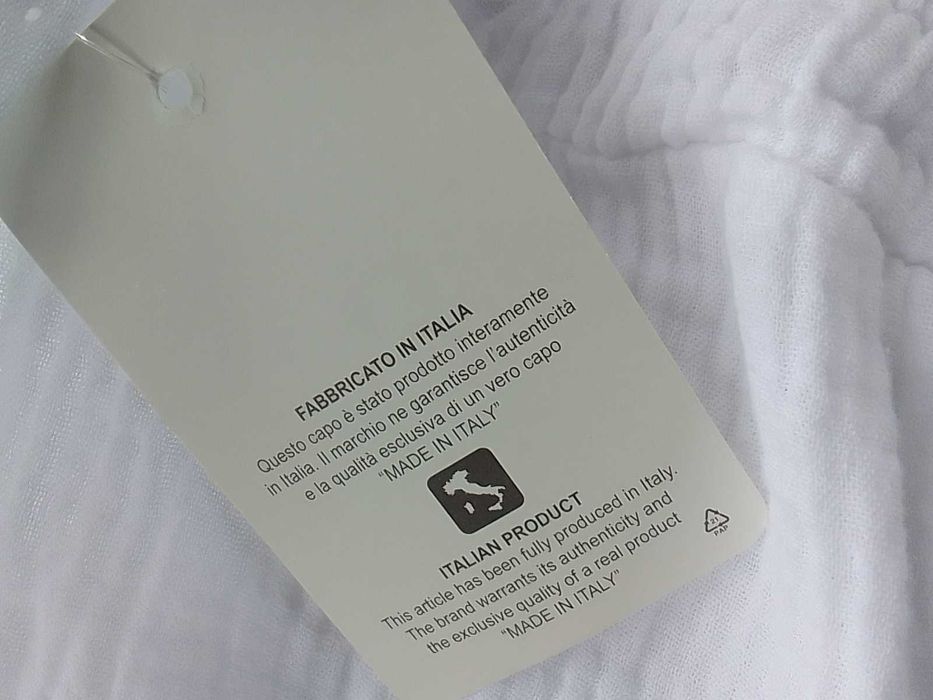 FABBRICATO IN ITALIA
Questo capo è stato prodotto interamente
in Italia. Il marchio ne garantisce l'autenticità
e la qualità esclusiva di un vero capo
"MADE IN ITALY"
ITALIAN PRODUCT
This article has been fully produced in Italy.
The brand warrants its authenticity and
the exclusive quality of a real product
"MADE IN ITALY"
21
PAP